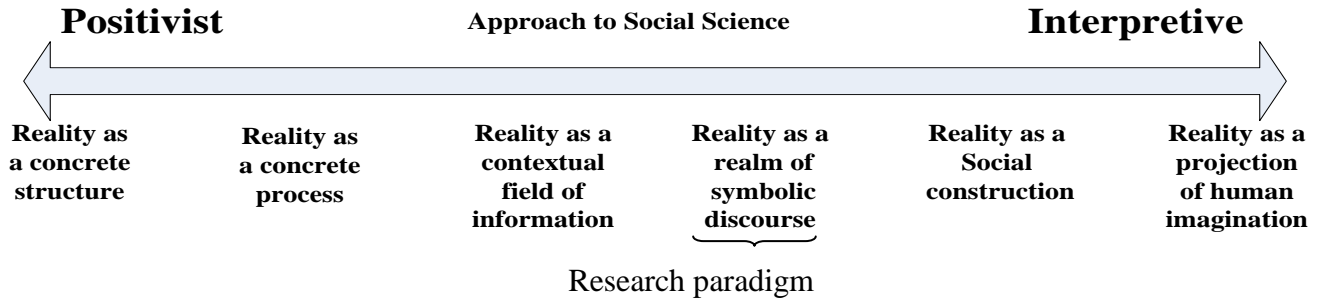 Positivist
Approach to Social Science
Interpretive
Reality as
a concrete
structure
Reality as
a concrete
process
Reality as a
contextual
field of
information
Reality as a
realm of
symbolic
discourse
Reality as a
Social
construction
Reality as a
projection
of human
imagination
Research paradigm